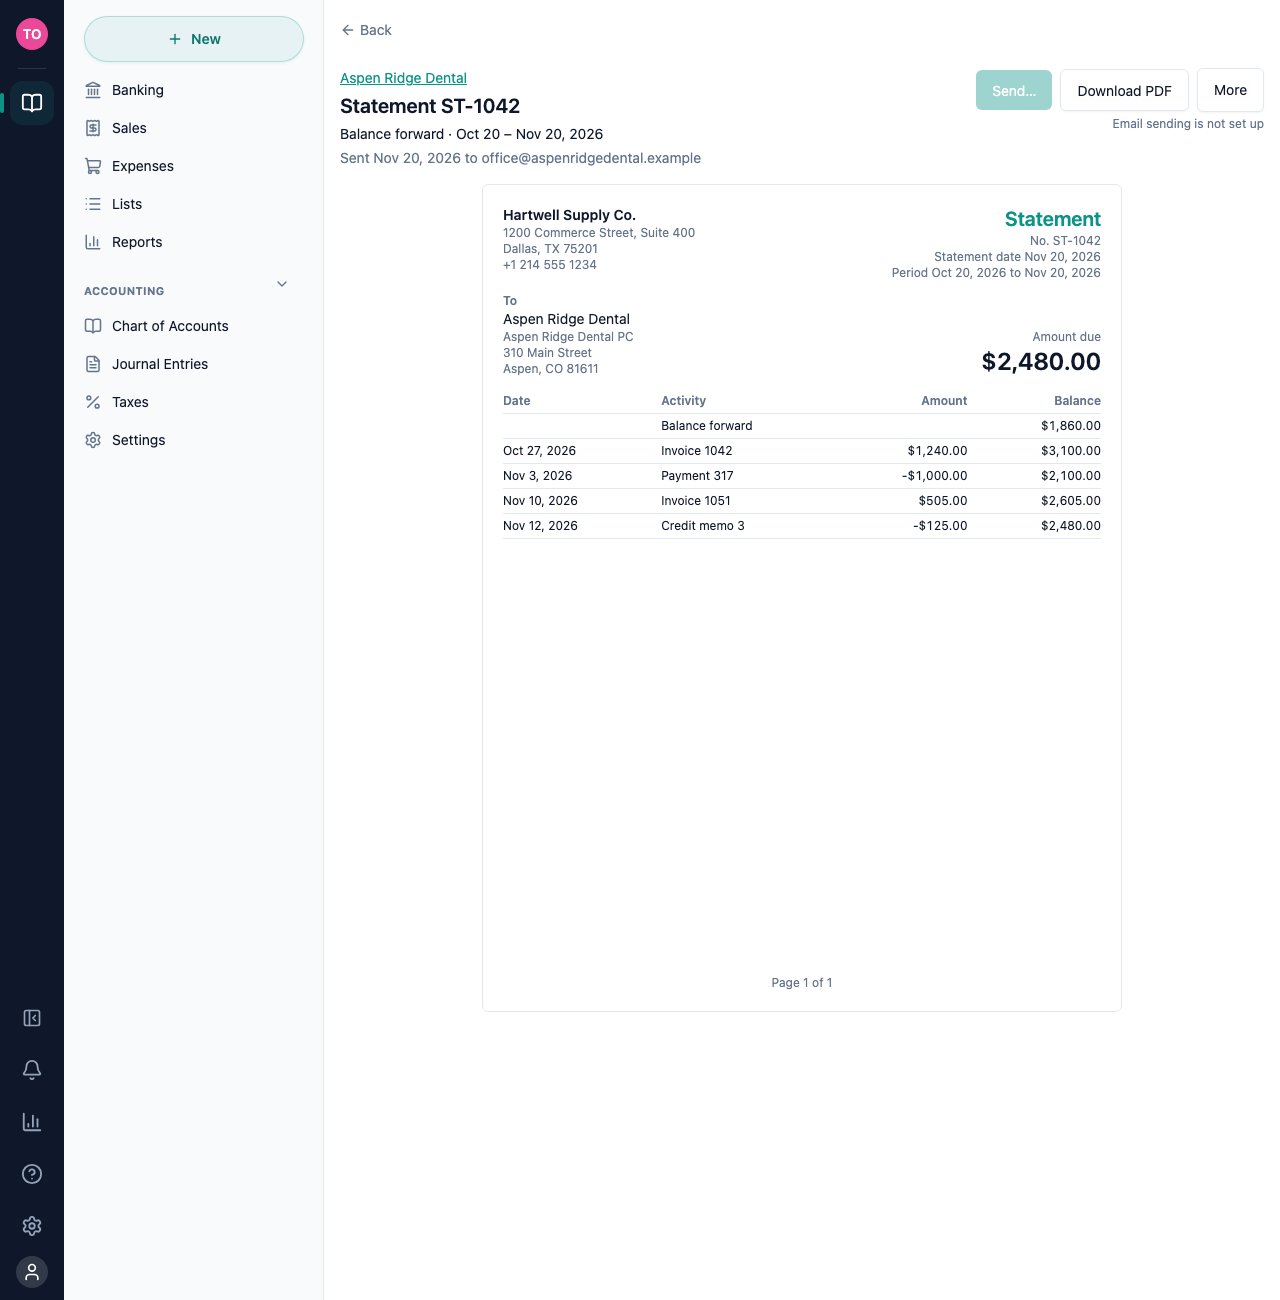 TO
New
Banking
Sales
Expenses
Lists
Reports
ACCOUNTING
Chart of Accounts
Journal Entries
Taxes
Settings
Back
Aspen Ridge Dental
Statement ST-1042
Balance forward · Oct 20 – Nov 20, 2026
Sent Nov 20, 2026 to office@aspenridgedental.example
Send... Download PDF More
Email sending is not set up
Hartwell Supply Co.
1200 Commerce Street, Suite 400
Dallas, TX 75201
+1 214 555 1234
Statement
No. ST-1042
Statement date Nov 20, 2026
Period Oct 20, 2026 to Nov 20, 2026
To
Aspen Ridge Dental
Aspen Ridge Dental PC
310 Main Street
Aspen, CO 81611
Amount due
$2,480.00
Date Activity Amount Balance
Balance forward $1,860.00
Oct 27, 2026 Invoice 1042 $1,240.00 $3,100.00
Nov 3, 2026 Payment 317 -$1,000.00 $2,100.00
Nov 10, 2026 Invoice 1051 $505.00 $2,605.00
Nov 12, 2026 Credit memo 3 -$125.00 $2,480.00
Page 1 of 1